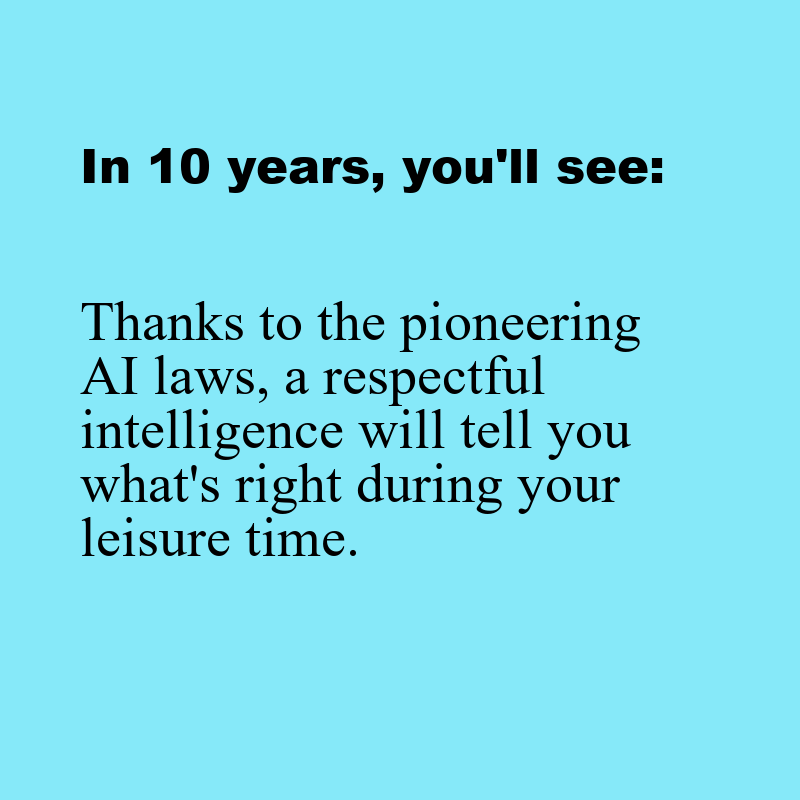 In 10 years, you'll see:
Thanks to the pioneering
AI laws, a respectful
intelligence will tell you
what's right during your
leisure time.